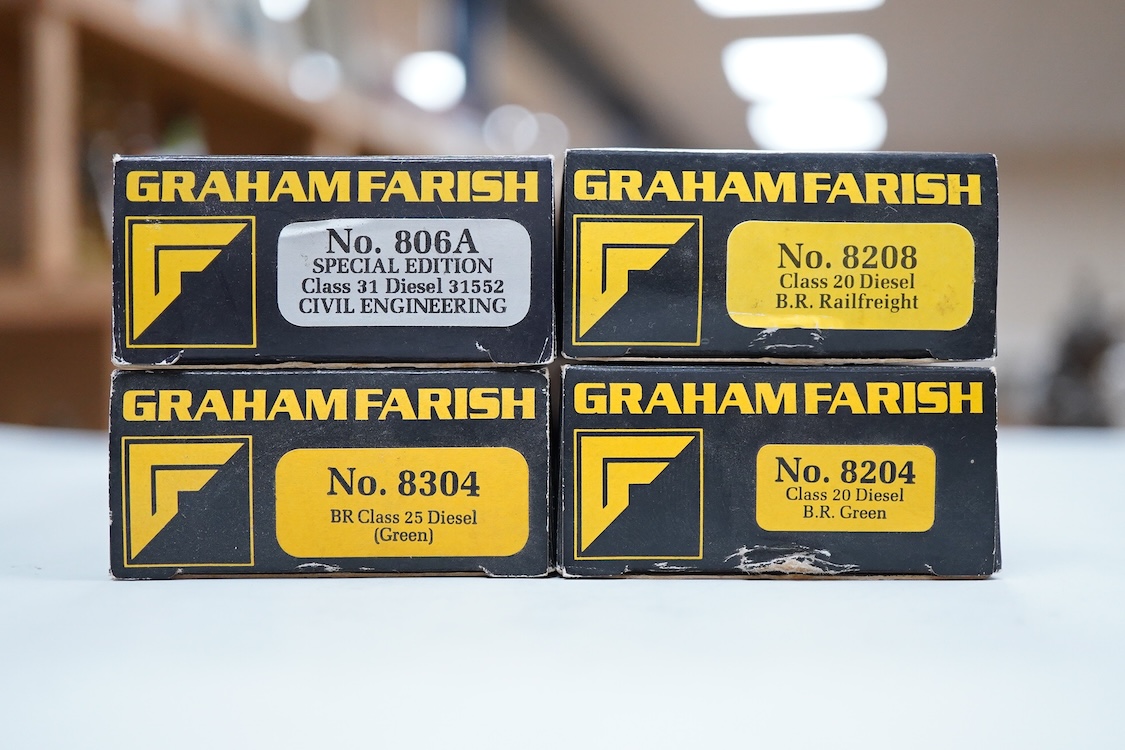 GRAHAM FARISH
No. 806A
SPECIAL EDITION
Class 31 Diesel 31552
CIVIL ENGINEERING
GRAHAM FARISH
No. 8208
Class 20 Diesel
B.R. Railfreight
GRAHAM FARISH
No. 8304
BR Class 25 Diesel
(Green)
GRAHAM FARISH
No. 8204
Class 20 Diesel
B.R. Green